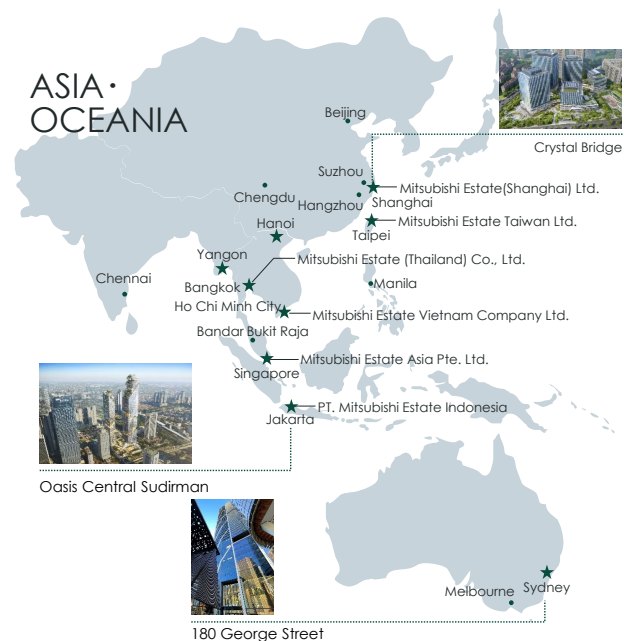 ASIA・
OCEANIA
Beijing
Crystal Bridge
Suzhou
Chengdu
Mitsubishi Estate(Shanghai) Ltd.
Hangzhou
Shanghai
Hanoi
Mitsubishi Estate Taiwan Ltd.
Taipei
Yangon
Mitsubishi Estate (Thailand) Co., Ltd.
Chennai
Bangkok
Manila
Ho Chi Minh City
Mitsubishi Estate Vietnam Company Ltd.
Bandar Bukit Raja
Mitsubishi Estate Asia Pte. Ltd.
Singapore
PT. Mitsubishi Estate Indonesia
Jakarta
Oasis Central Sudirman
Melbourne
Sydney
180 George Street